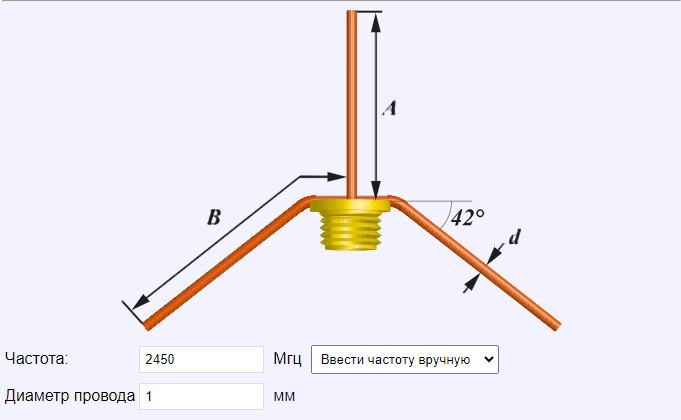 A
B
42°
d
Частота: 2450 Мгц Ввести частоту вручную
Диаметр провода 1 мм